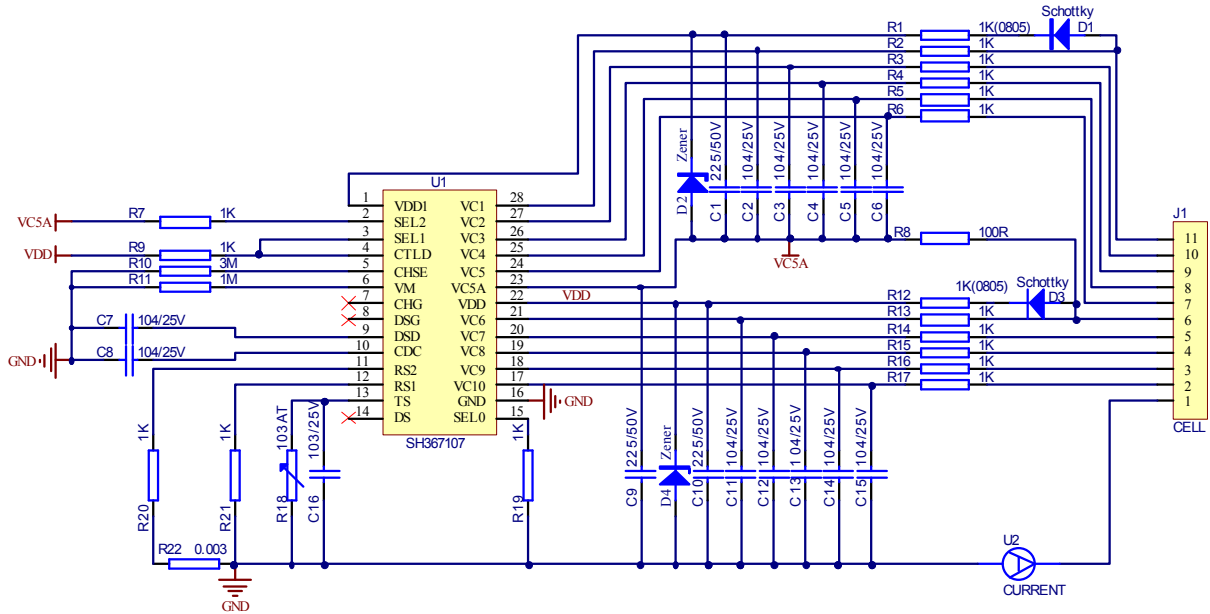 Schottky
R1 1K(0805) D1
R2 1K
R3 1K
R4 1K
R5 1K
R6 1K
Zener
D2
225/50V
C1
104/25V
C2
104/25V
C3
104/25V
C4
104/25V
C5
104/25V
C6
VC5A
R8 100R
U1
1 VDD1 VC1 28
2 SEL2 VC2 27
3 SEL1 VC3 26
4 CTLD VC4 25
5 CHSE VC5 24
6 VM VC5A 23
7 CHG VDD 22
8 DSG VC6 21
9 DSD VC7 20
10 CDC VC8 19
11 RS2 VC9 18
12 RS1 VC10 17
13 TS GND 16
14 DS SEL0 15
SH367107
VC5A R7 1K
VDD R9 1K
R10 3M
R11 1M
C7 104/25V
GND
C8 104/25V
VDD
GND
R12 1K(0805) Schottky
D3
R13 1K
R14 1K
R15 1K
R16 1K
R17 1K
J1
11
10
9
8
7
6
5
4
3
2
1
CELL
1K
R20
1K
R21
103AT
R18
103/25V
C16
1K
R19
225/50V
C9
Zener
D4
225/50V
C10
104/25V
C11
104/25V
C12
104/25V
C13
104/25V
C14
104/25V
C15
R22 0.003
GND
U2
CURRENT